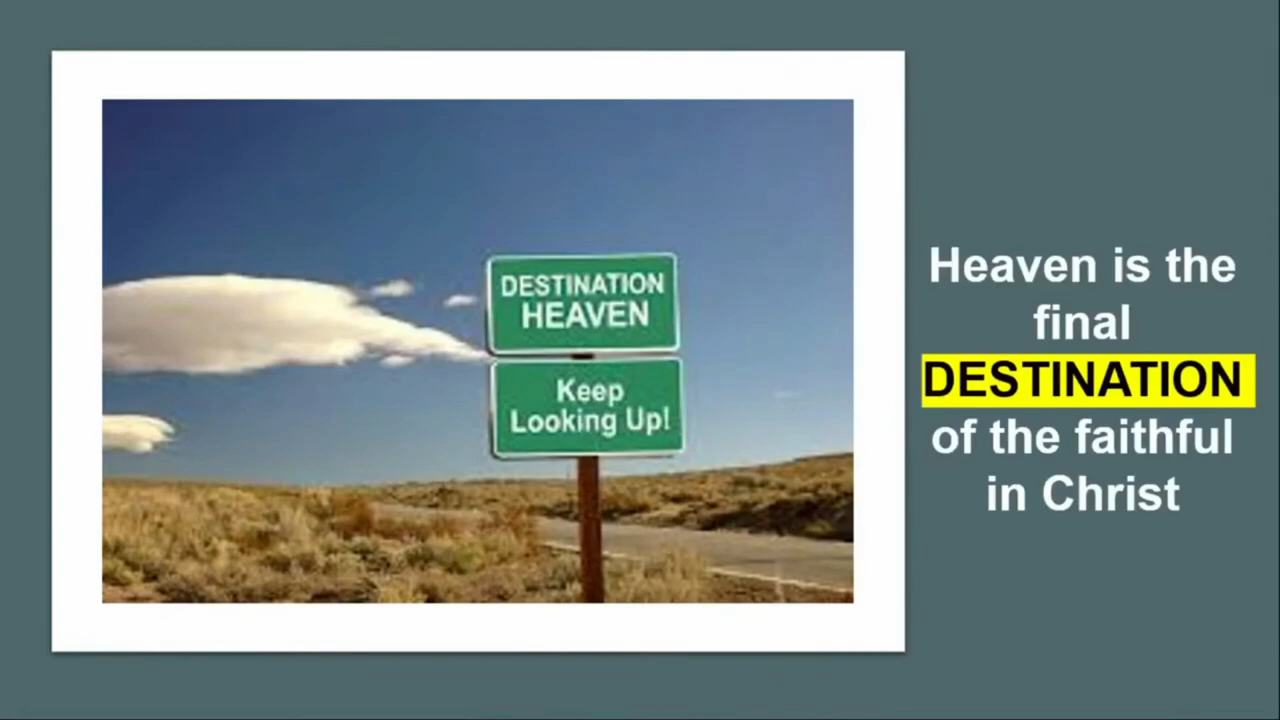 DESTINATION
HEAVEN
Keep
Looking Up!
Heaven is the
final
DESTINATION
of the faithful
in Christ